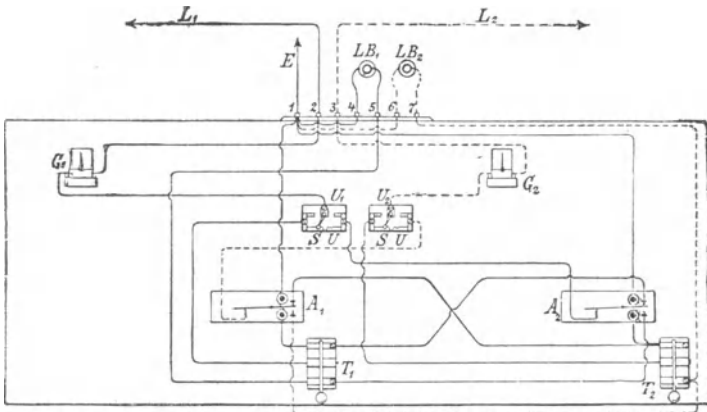 L₁ L₂
E LB₁ LB₂
1 2 3 4 5 6 7
G₁ G₂
U₁ U₂
S U S U
A₁ A₂
T₁ T₂